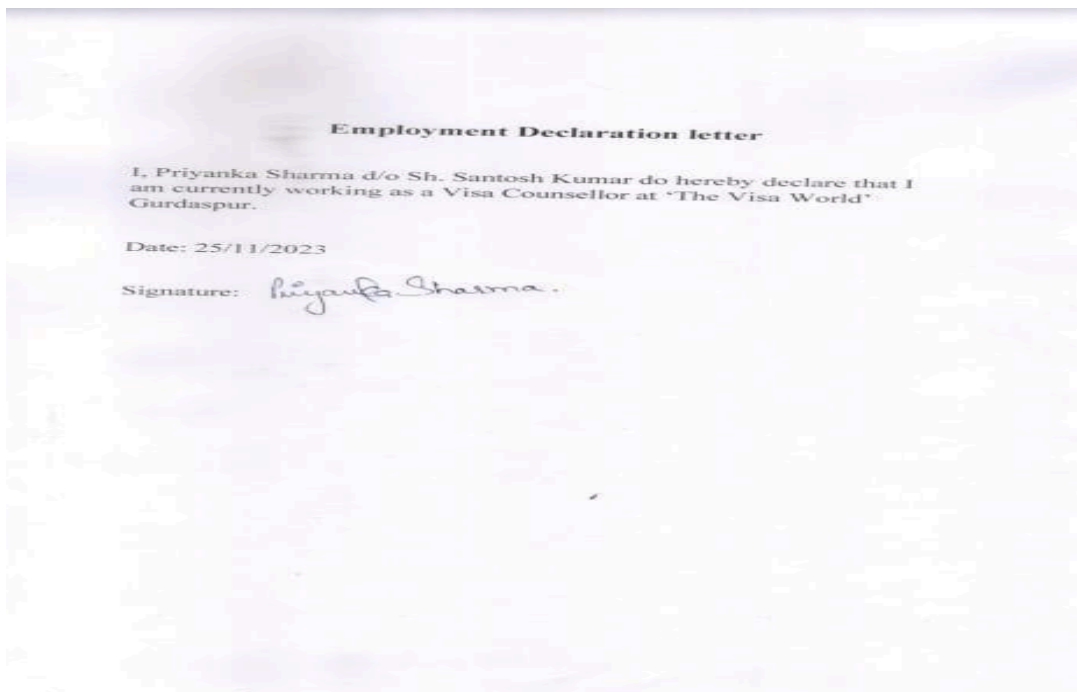 Employment Declaration letter
I, Priyanka Sharma d/o Sh. Santosh Kumar do hereby declare that I
am currently working as a Visa Counsellor at ‘The Visa World’
Gurdaspur.
Date: 25/11/2023
Signature: Priyanka Sharma.